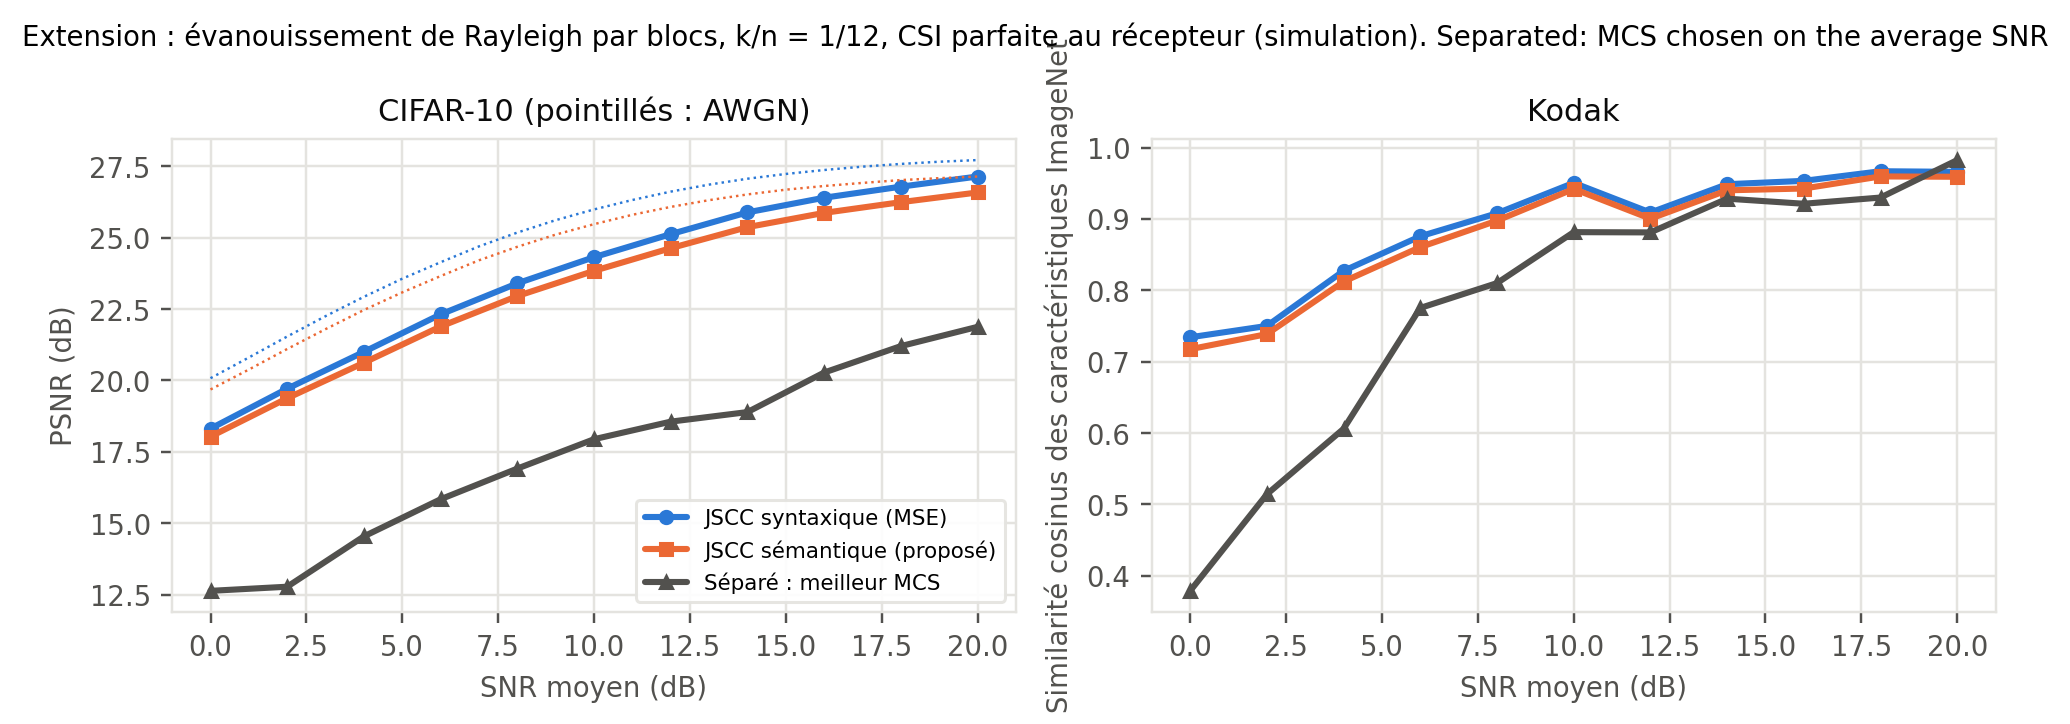 Extension : évanouissement de Rayleigh par blocs, k/n = 1/12, CSI parfaite au récepteur (simulation). Separated: MCS chosen on the average SNR
CIFAR-10 (pointillés : AWGN)
PSNR (dB)
27.5
25.0
22.5
20.0
17.5
15.0
12.5
JSCC syntaxique (MSE)
JSCC sémantique (proposé)
Séparé : meilleur MCS
0.0 2.5 5.0 7.5 10.0 12.5 15.0 17.5 20.0
SNR moyen (dB)
Kodak
Similarité cosinus des caractéristiques ImageNet
1.0
0.9
0.8
0.7
0.6
0.5
0.4
0.0 2.5 5.0 7.5 10.0 12.5 15.0 17.5 20.0
SNR moyen (dB)